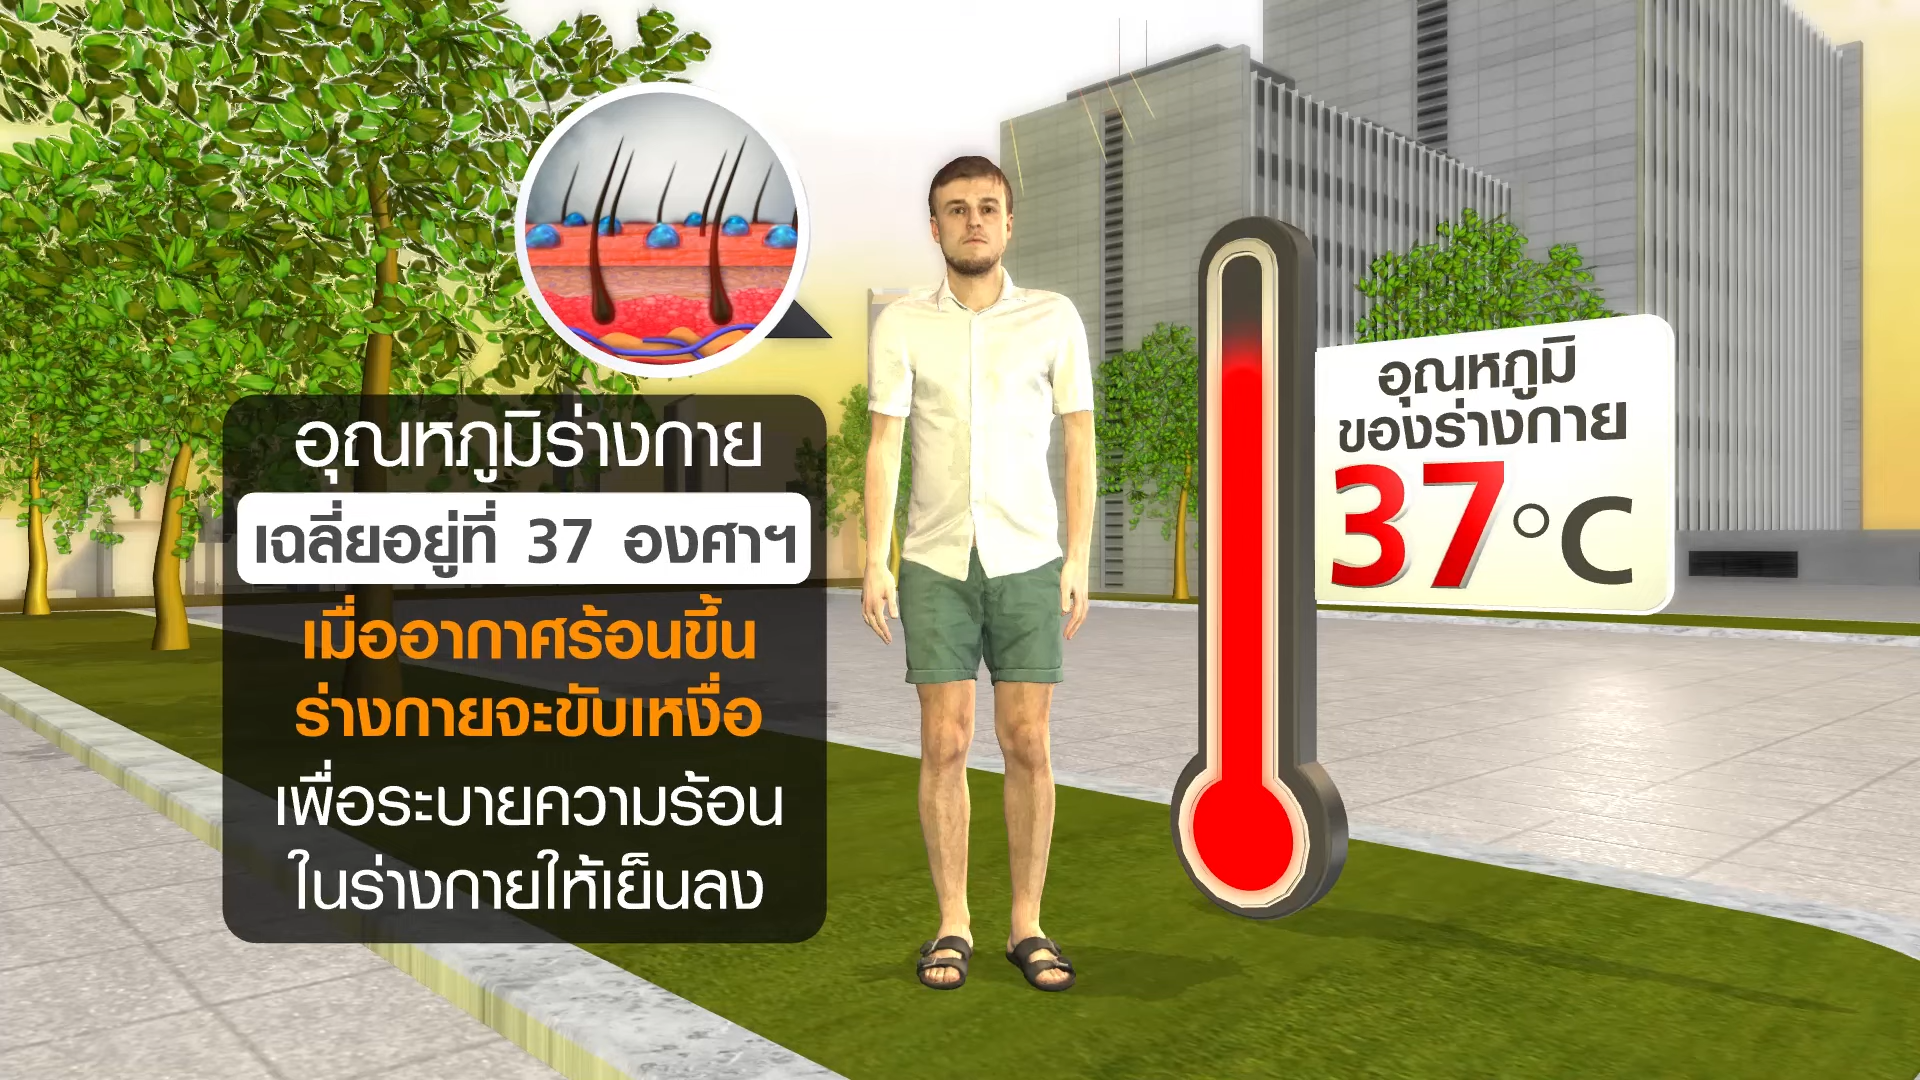 อุณหภูมิร่างกาย
เฉลี่ยอยู่ที่ 37 องศาฯ
เมื่ออากาศร้อนขึ้น
ร่างกายจะขับเหงื่อ
เพื่อระบายความร้อน
ในร่างกายให้เย็นลง
อุณหภูมิ
ของร่างกาย
37°C